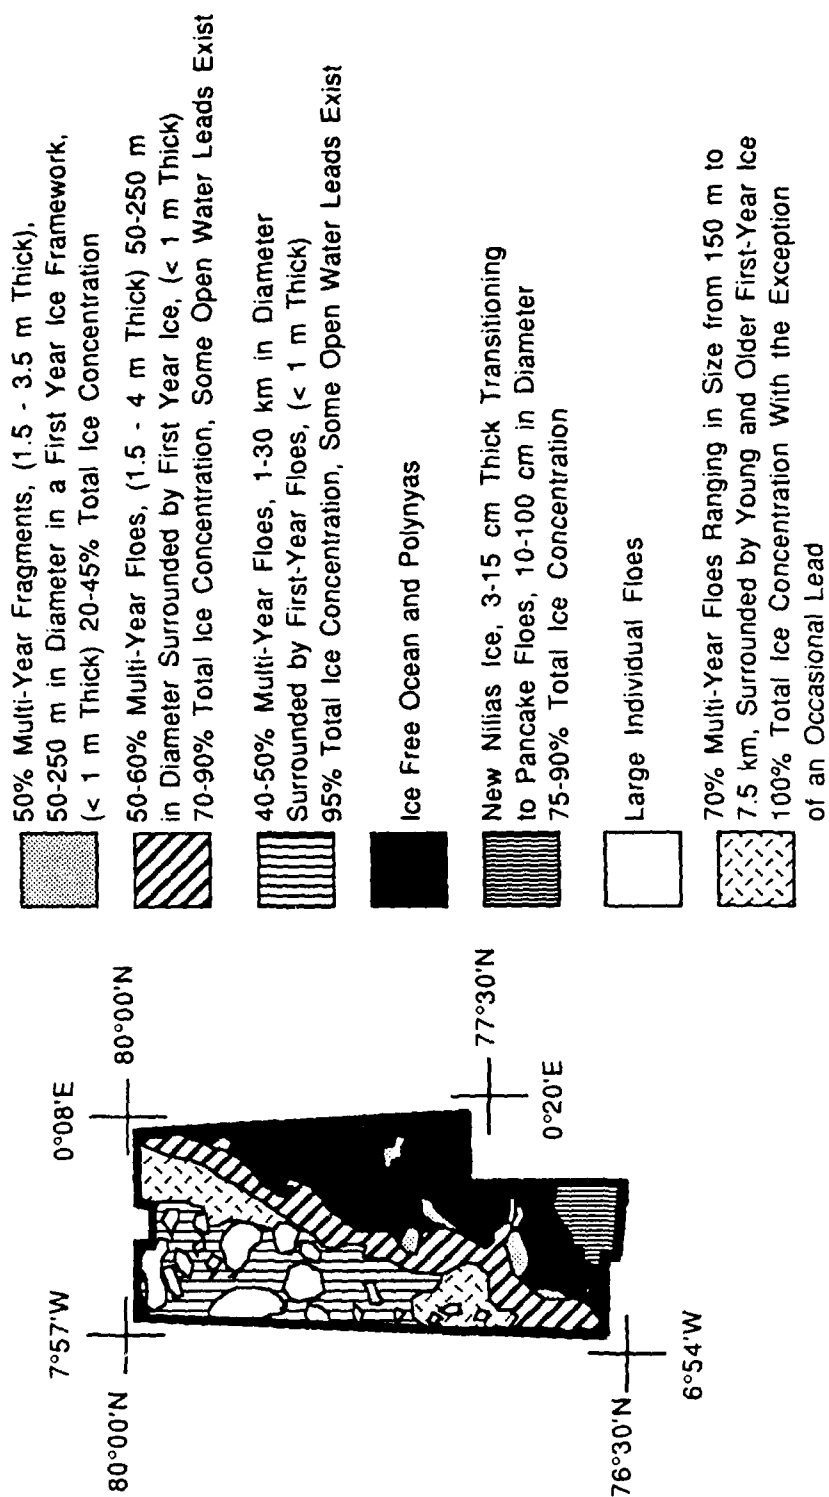 50% Multi-Year Fragments, (1.5 - 3.5 m Thick),
50-250 m in Diameter in a First Year Ice Framework,
(< 1 m Thick) 20-45% Total Ice Concentration
50-60% Multi-Year Floes, (1.5 - 4 m Thick) 50-250 m
in Diameter Surrounded by First Year Ice, (< 1 m Thick)
70-90% Total Ice Concentration, Some Open Water Leads Exist
40-50% Multi-Year Floes, 1-30 km in Diameter
Surrounded by First-Year Floes, (< 1 m Thick)
95% Total Ice Concentration, Some Open Water Leads Exist
Ice Free Ocean and Polynyas
New Nilias Ice, 3-15 cm Thick Transitioning
to Pancake Floes, 10-100 cm in Diameter
75-90% Total Ice Concentration
Large Individual Floes
70% Multi-Year Floes Ranging in Size from 150 m to
7.5 km, Surrounded by Young and Older First-Year Ice
100% Total Ice Concentration With the Exception
of an Occasional Lead
7°57'W
0°08'E
80°00'N
80°00'N
77°30'N
0°20'E
76°30'N
6°54'W